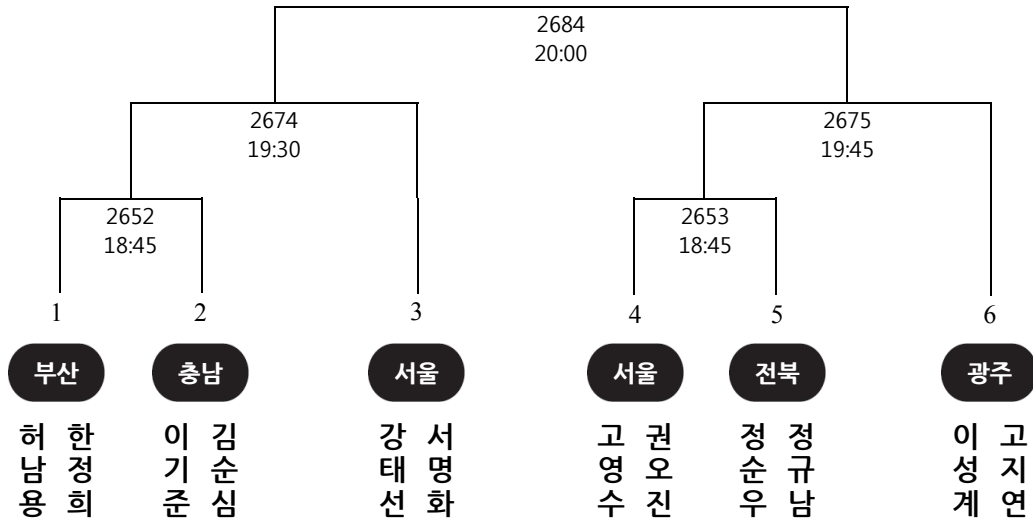 2684
20:00
2674
19:30
2675
19:45
2652
18:45
2653
18:45
1
2
3
4
5
6
부산
충남
서울
서울
전북
광주
허남용
한정희
이기준
김순심
강태선
서명화
고영수
권오진
정순우
정규남
이성계
고지연